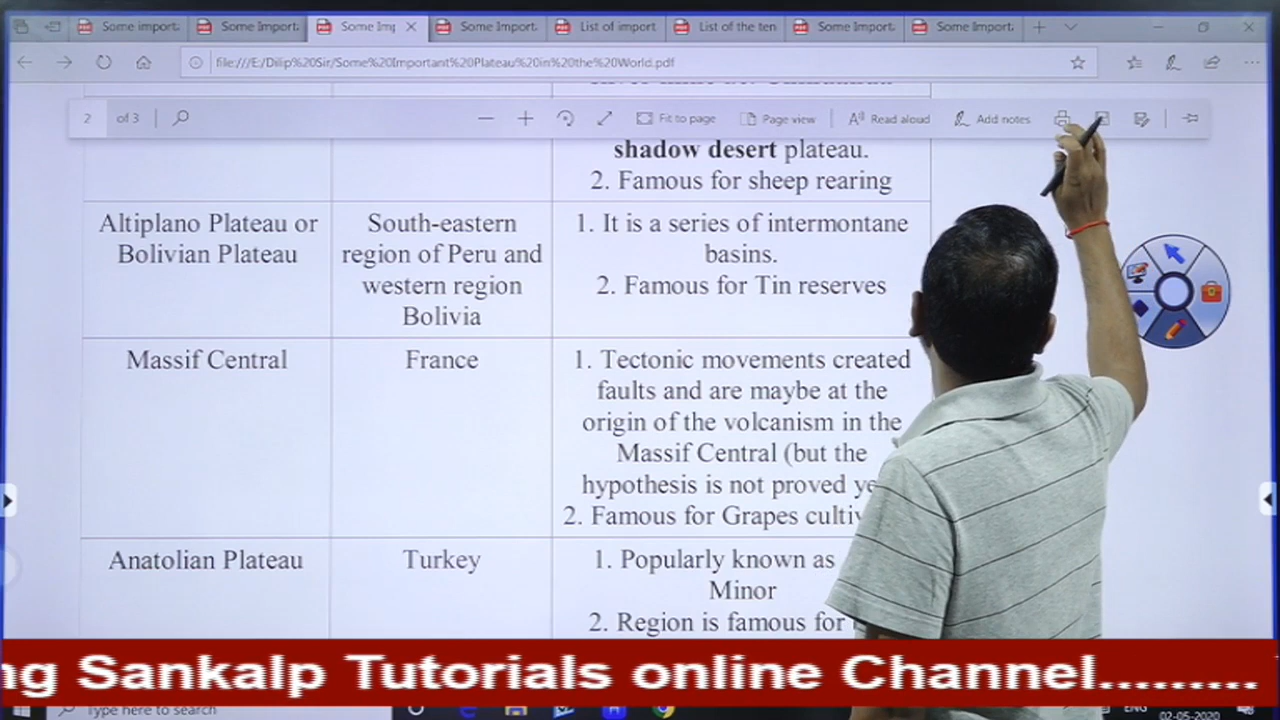 Some import
Some Import
Some Imp
Some Import
List of import
List of the ten
Some Import
Some Import
file:///E:/Dilip%20Sir/Some%20Important%20Plateau%20in%20the%20World.pdf
2 of 3 Fit to page Page view Read aloud Add notes
shadow desert plateau.
2. Famous for sheep rearing
Altiplano Plateau or
Bolivian Plateau
South-eastern
region of Peru and
western region
Bolivia
1. It is a series of intermontane
basins.
2. Famous for Tin reserves
Massif Central
France
1. Tectonic movements created
faults and are maybe at the
origin of the volcanism in the
Massif Central (but the
hypothesis is not proved ye
2. Famous for Grapes cultiv
Anatolian Plateau
Turkey
1. Popularly known as
Minor
2. Region is famous for
ng Sankalp Tutorials online Channel.........
Type here to search
ENG
02-05-2020